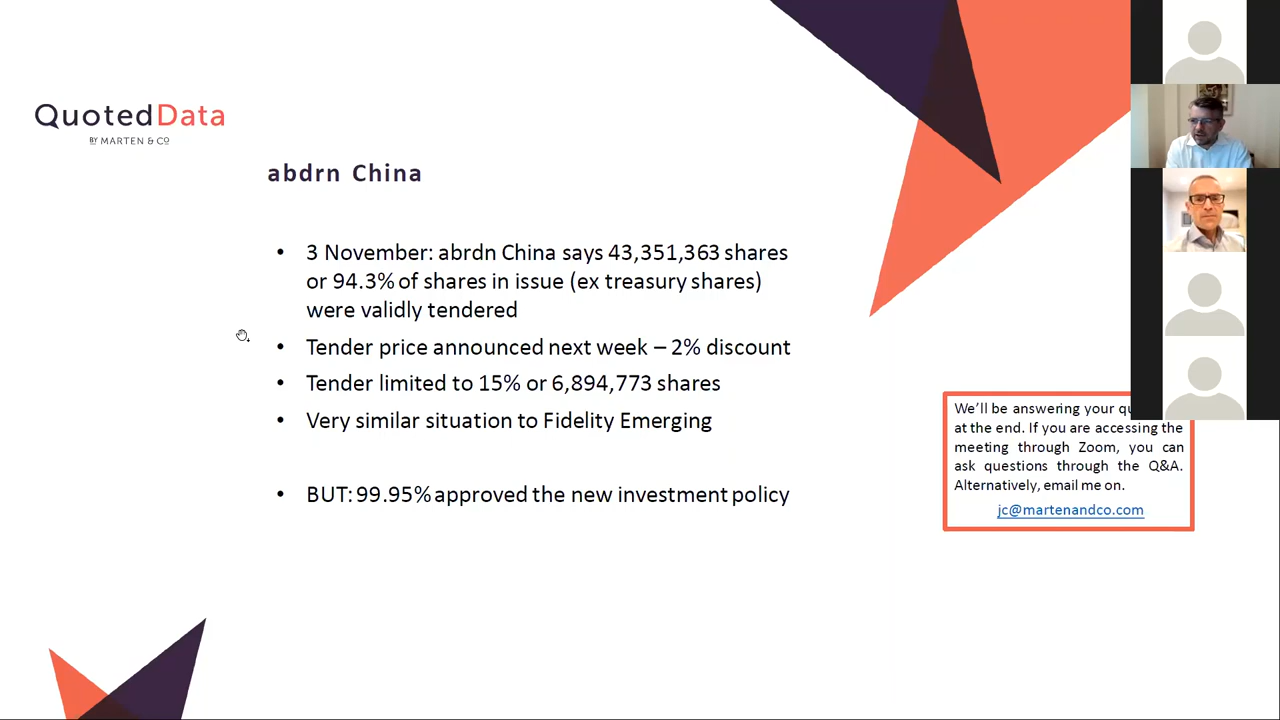 QuotedData
BY MARTEN & CO
abdrn China
• 3 November: abrdn China says 43,351,363 shares
or 94.3% of shares in issue (ex treasury shares)
were validly tendered
• Tender price announced next week – 2% discount
• Tender limited to 15% or 6,894,773 shares
• Very similar situation to Fidelity Emerging
• BUT: 99.95% approved the new investment policy
We’ll be answering your
at the end. If you are accessing the
meeting through Zoom, you can
ask questions through the Q&A.
Alternatively, email me on.
jc@martenandco.com